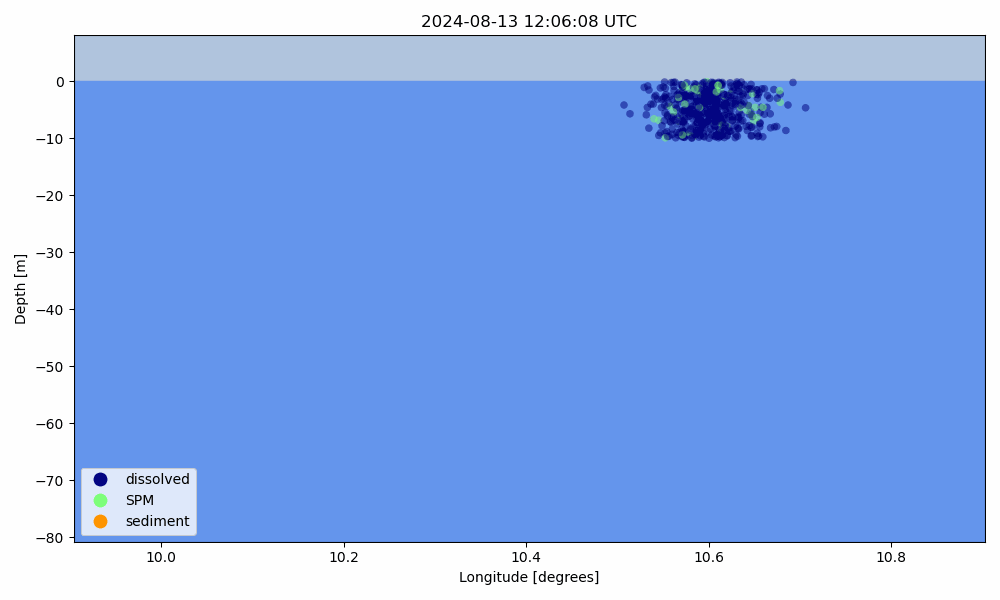 2024-08-13 12:06:08 UTC
0
−10
−20
−30
−40
−50
−60
−70
−80
Depth [m]
dissolved
SPM
sediment
10.0 10.2 10.4 10.6 10.8
Longitude [degrees]